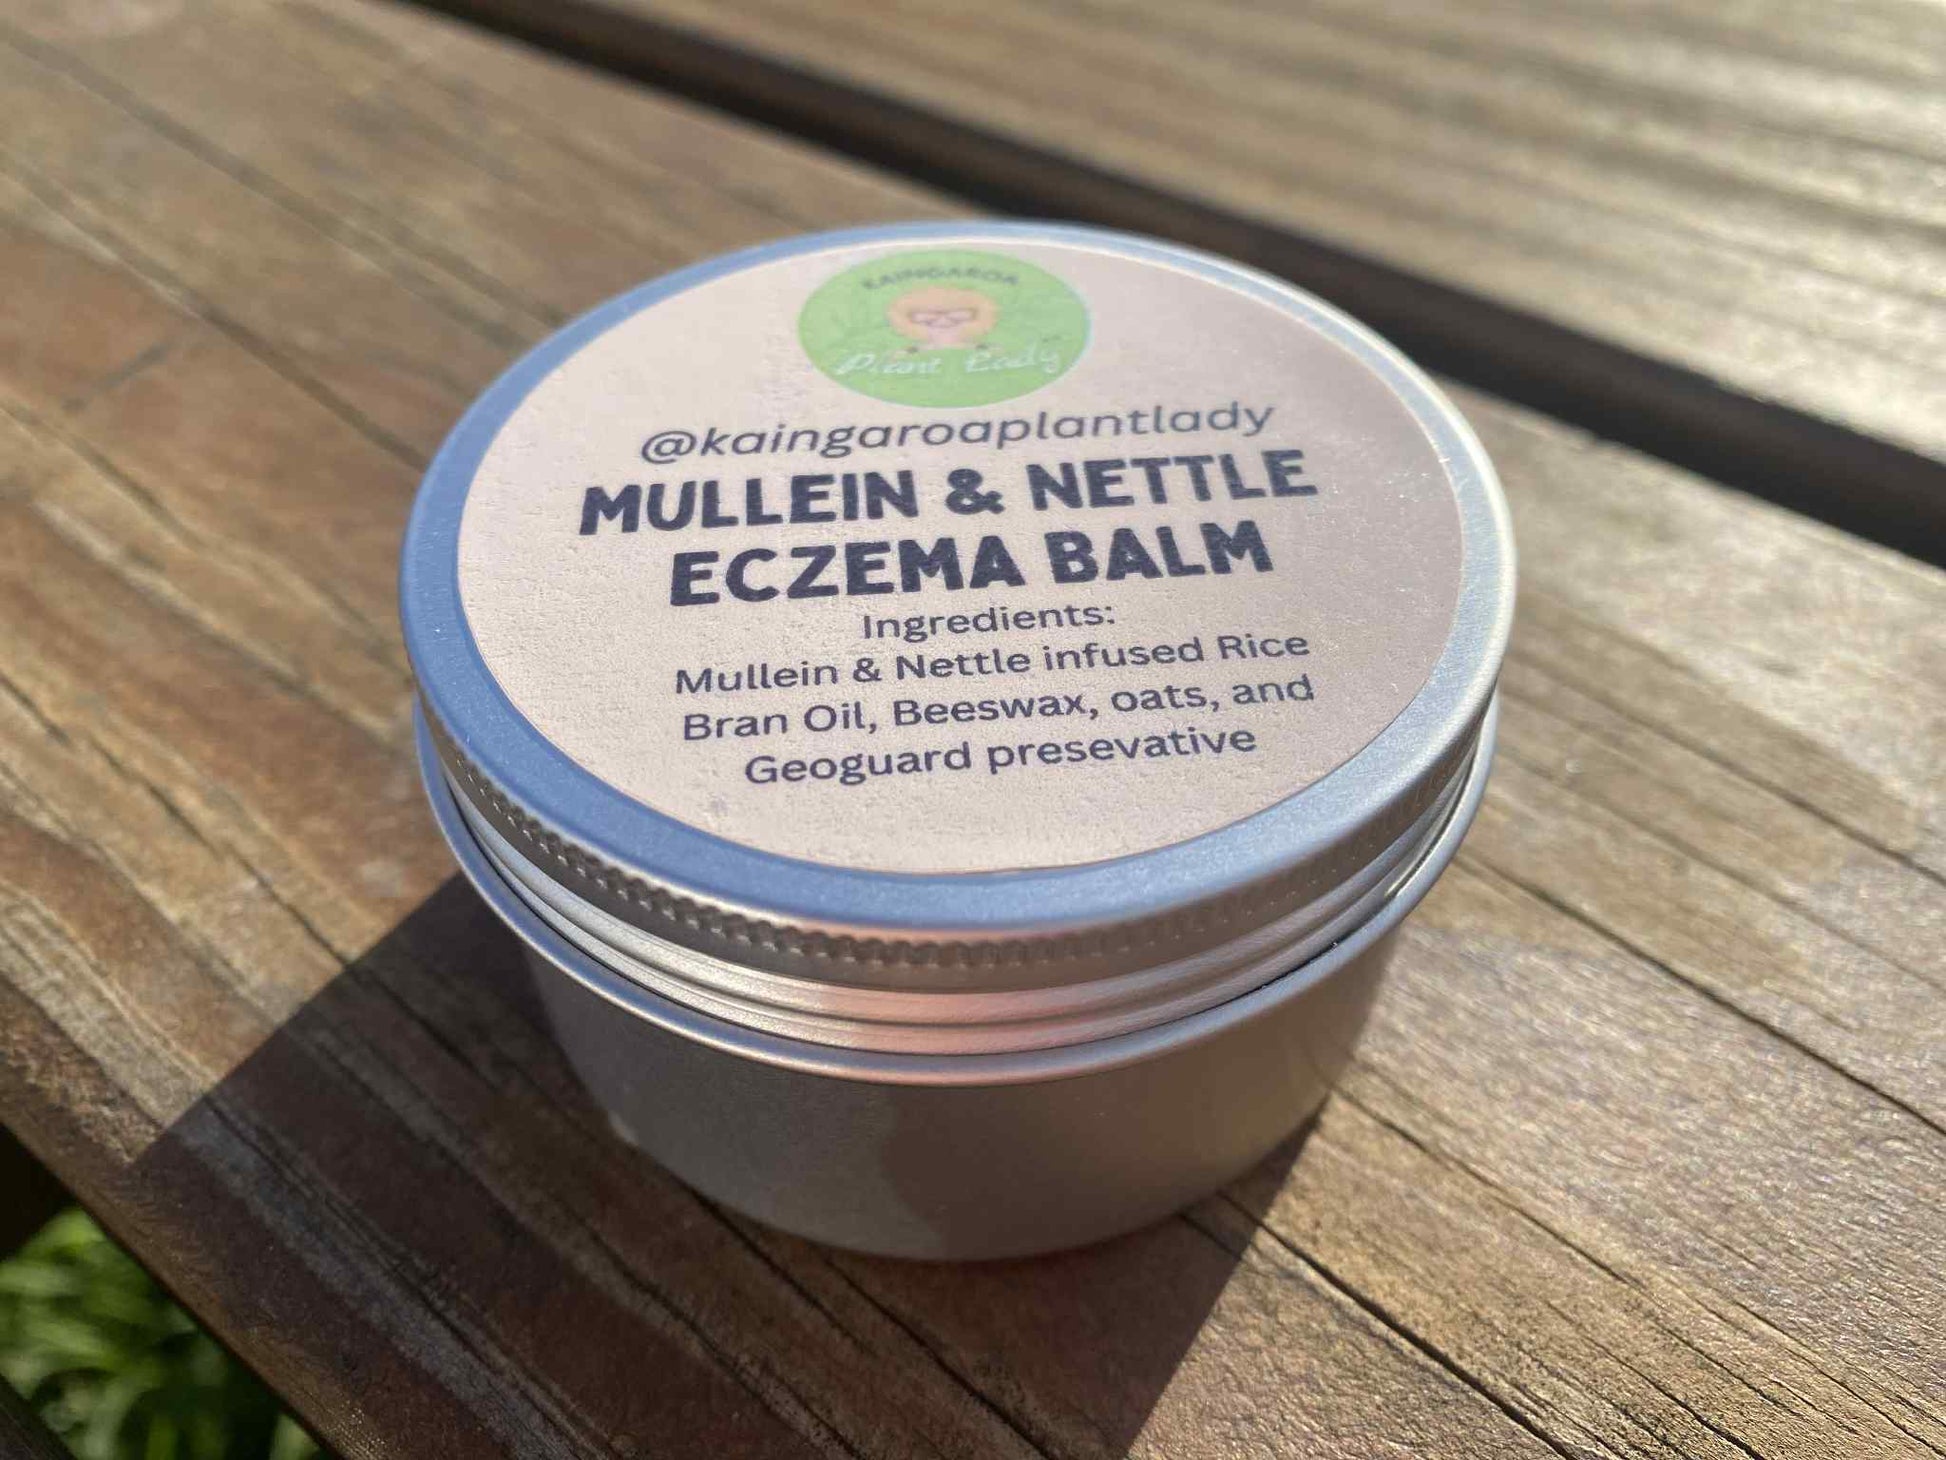 KAINGAROA
Plant Lady
@kaingaroaplantlady
MULLEIN & NETTLE
ECZEMA BALM
Ingredients:
Mullein & Nettle infused Rice
Bran Oil, Beeswax, oats, and
Geoguard presevative